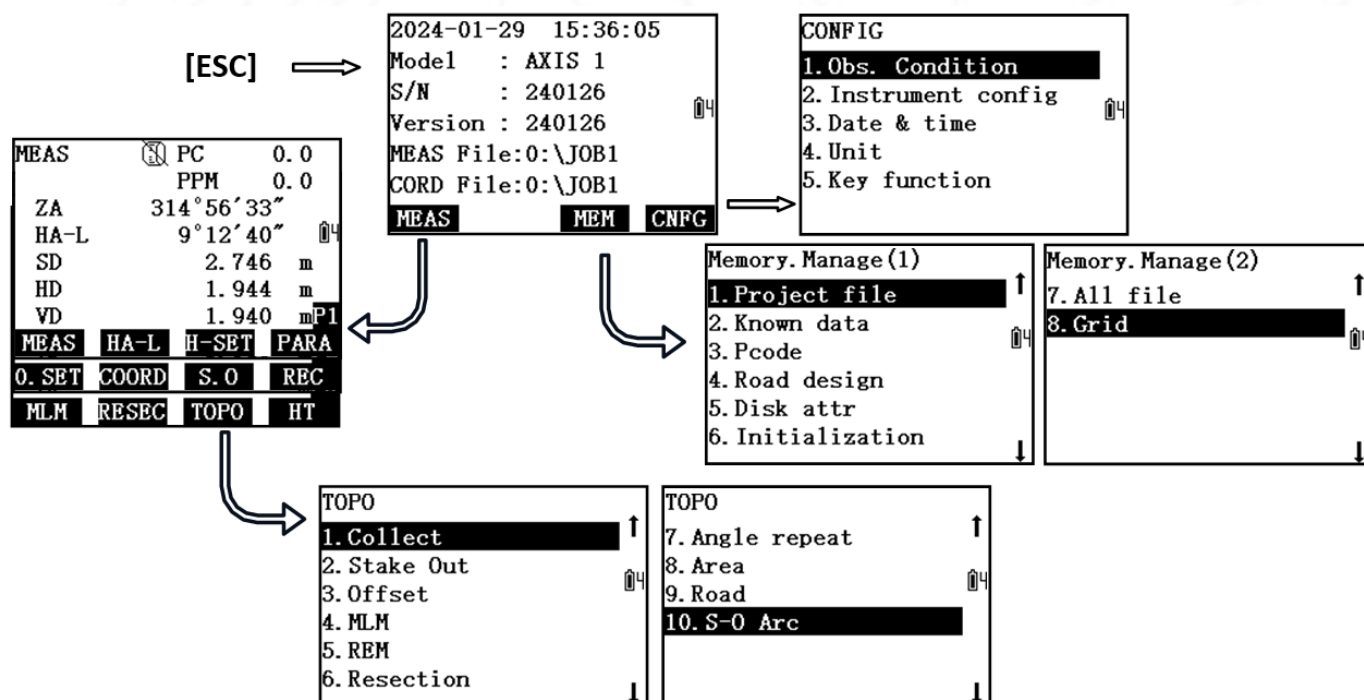 [ESC]
2024-01-29 15:36:05
Model : AXIS 1
S/N : 240126
Version : 240126
MEAS File:0:\JOB1
CORD File:0:\JOB1
MEAS MEM CNFG
CONFIG
1.Obs. Condition
2.Instrument config
3.Date & time
4.Unit
5.Key function
MEAS PC 0.0
PPM 0.0
ZA 314°56′33″
HA-L 9°12′40″
SD 2.746 m
HD 1.944 m
VD 1.940 m P1
MEAS HA-L H-SET PARA
0.SET COORD S.O REC
MLM RESEC TOPO HT
Memory.Manage(1)
1.Project file
2.Known data
3.Pcode
4.Road design
5.Disk attr
6.Initialization
Memory.Manage(2)
7.All file
8.Grid
TOPO
1.Collect
2.Stake Out
3.Offset
4.MLM
5.REM
6.Resection
TOPO
7.Angle repeat
8.Area
9.Road
10.S-O Arc